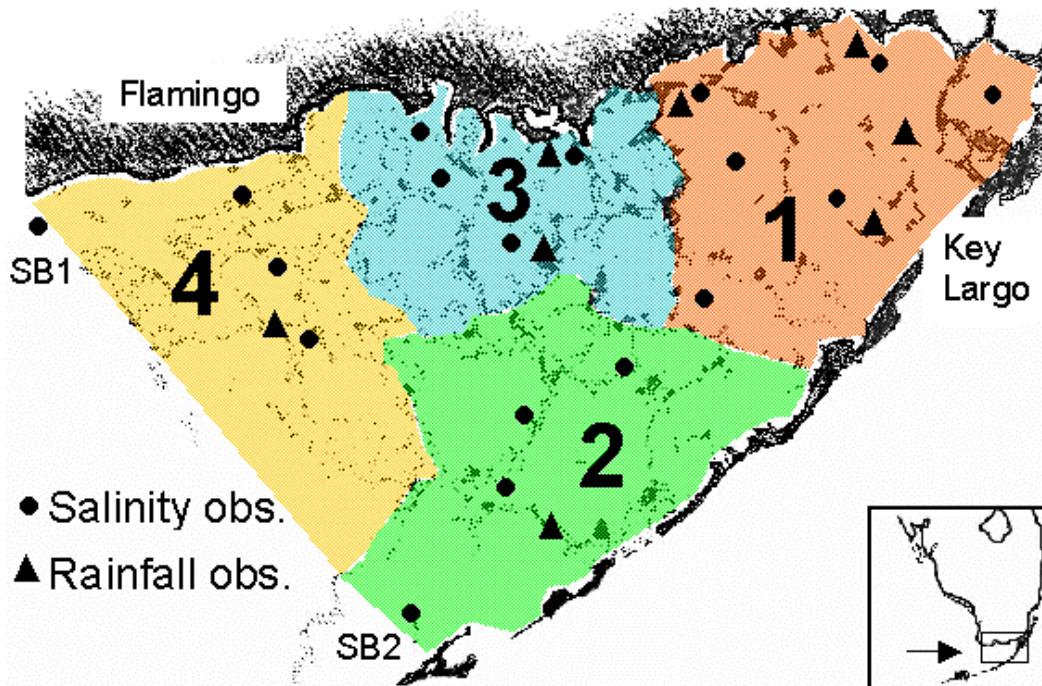 Flamingo
3
1
SB1
4
Key
Largo
2
Salinity obs.
Rainfall obs.
SB2